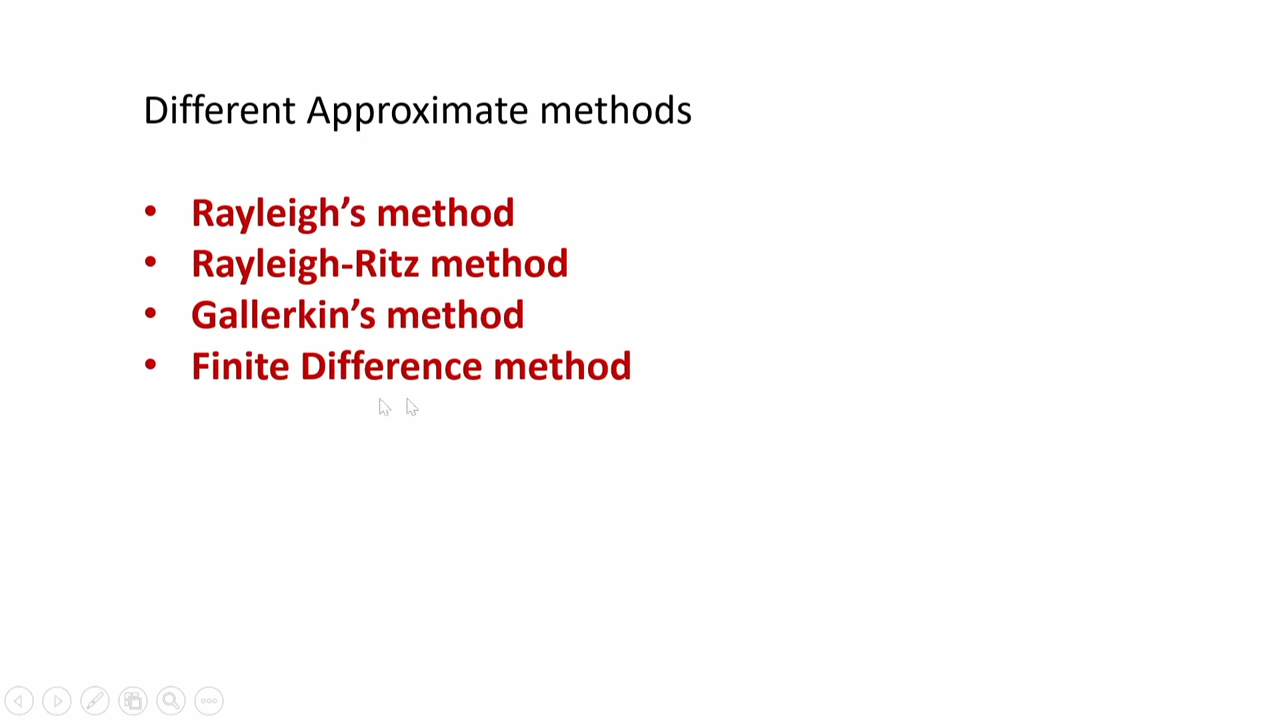 Different Approximate methods
• Rayleigh’s method
• Rayleigh-Ritz method
• Gallerkin’s method
• Finite Difference method